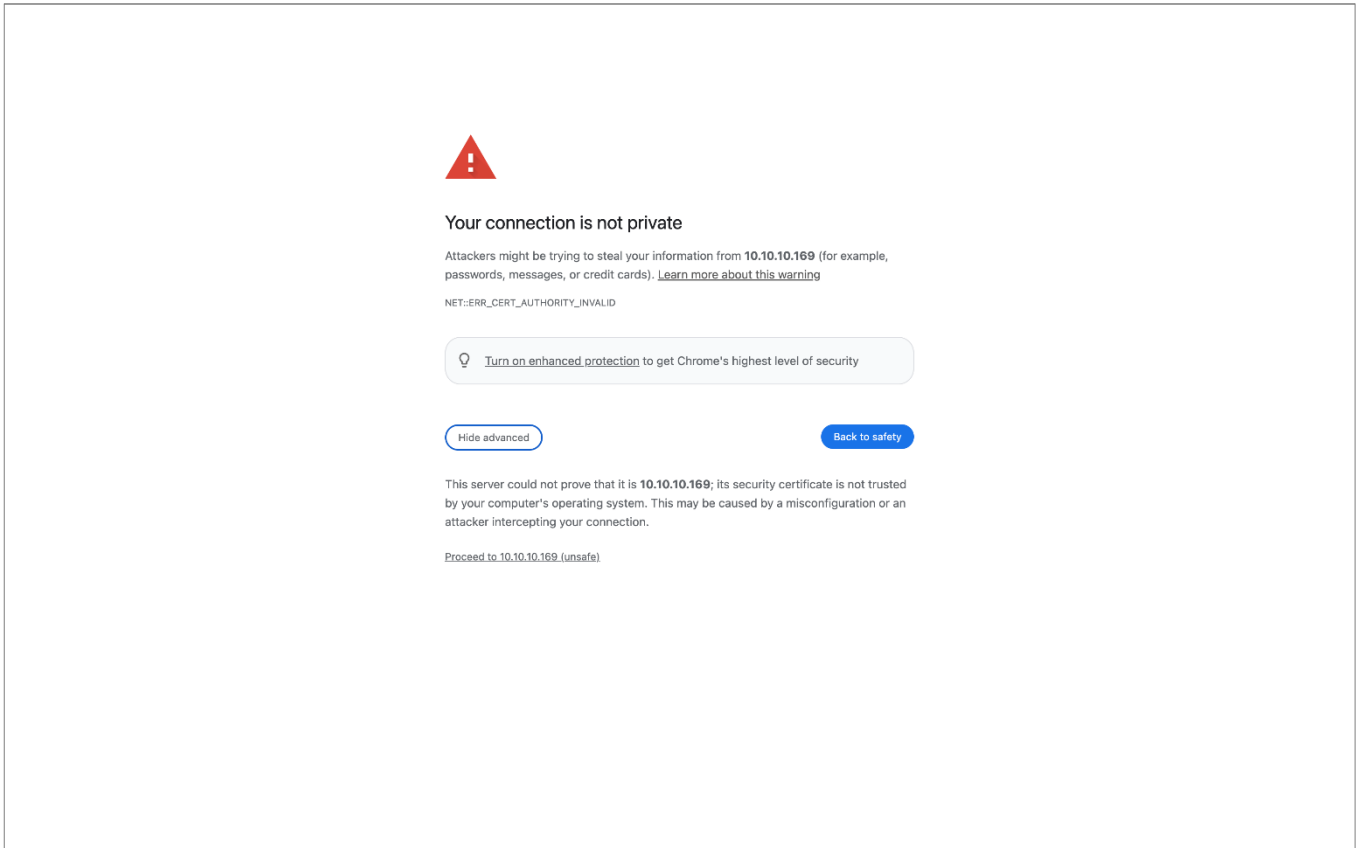 Your connection is not private
Attackers might be trying to steal your information from 10.10.10.169 (for example,
passwords, messages, or credit cards). Learn more about this warning
NET::ERR_CERT_AUTHORITY_INVALID
Turn on enhanced protection to get Chrome's highest level of security
Hide advanced
Back to safety
This server could not prove that it is 10.10.10.169; its security certificate is not trusted
by your computer's operating system. This may be caused by a misconfiguration or an
attacker intercepting your connection.
Proceed to 10.10.10.169 (unsafe)